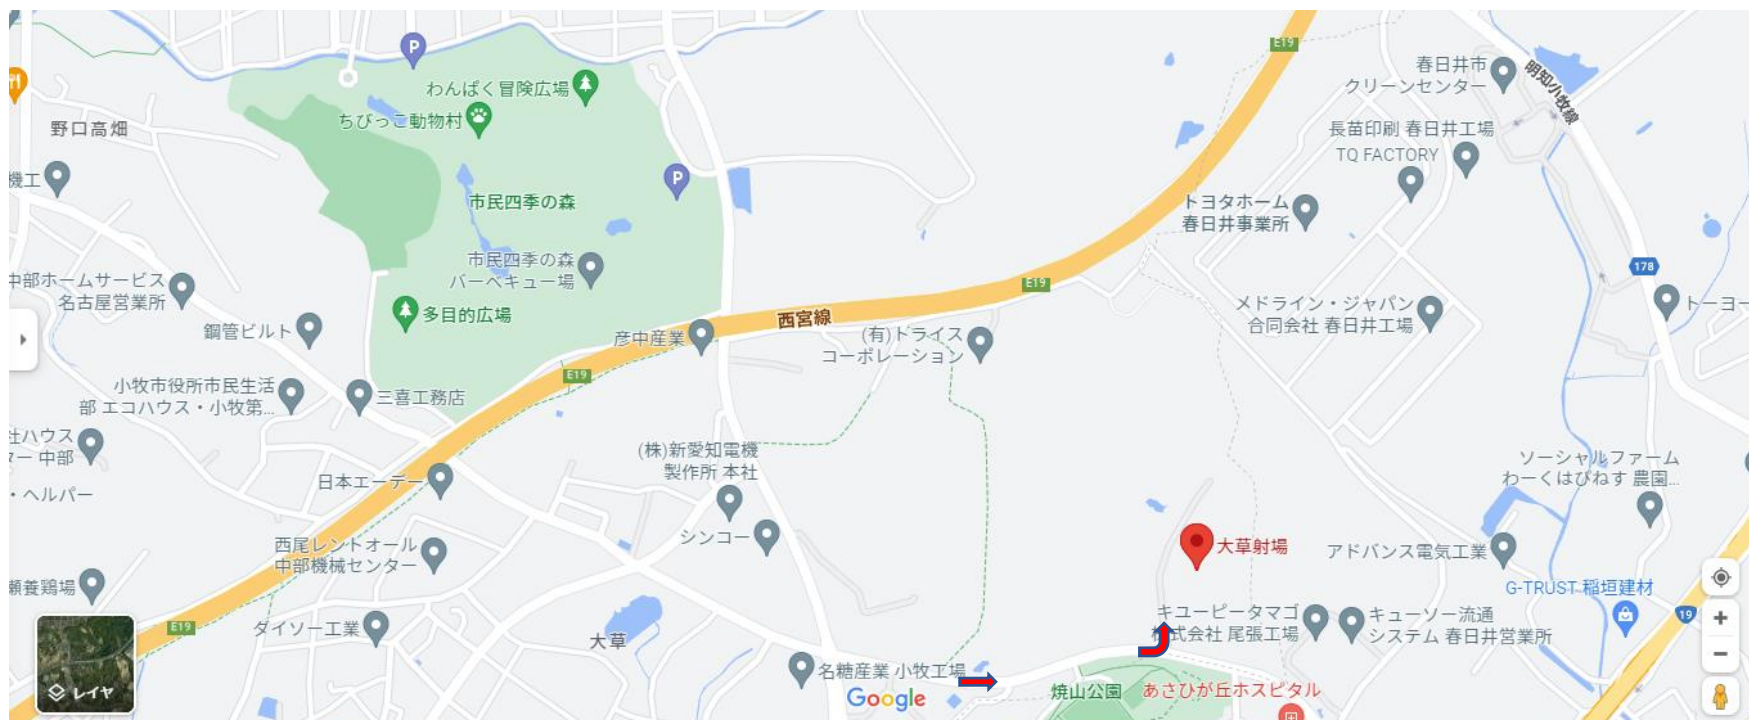 E19
P
わんぱく冒険広場
ちびっこ動物村
野口高畑
機工
P
市民四季の森
市民四季の森
バーベキュー場
中部ホームサービス
名古屋営業所
多目的広場
鋼管ビルト
彦中産業
西宮線
E19
(有)ドライス
コーポレーション
E19
小牧市役所市民生活
部 エコハウス・小牧第...
三喜工務店
社ハウス
ター 中部
・ヘルパー
日本エーデー
(株)新愛知電機
製作所 本社
シンコー
西尾レントオール
中部機械センター
瀬養鶏場
E19
ダイソー工業
大草
レイヤ
名糖産業 小牧工場
Google
春日井市
クリーンセンター
明知小牧線
長苗印刷 春日井工場
TQ FACTORY
トヨタホーム
春日井事業所
178
メドライン・ジャパン
合同会社 春日井工場
トーヨー
ソーシャルファーム
わーくはぴねす 農園...
大草射場
アドバンス電気工業
G-TRUST 稲垣建材
19
キユーピータマゴ
株式会社 尾張工場
キューソー流通
システム 春日井営業所
焼山公園
あさひが丘ホスピタル